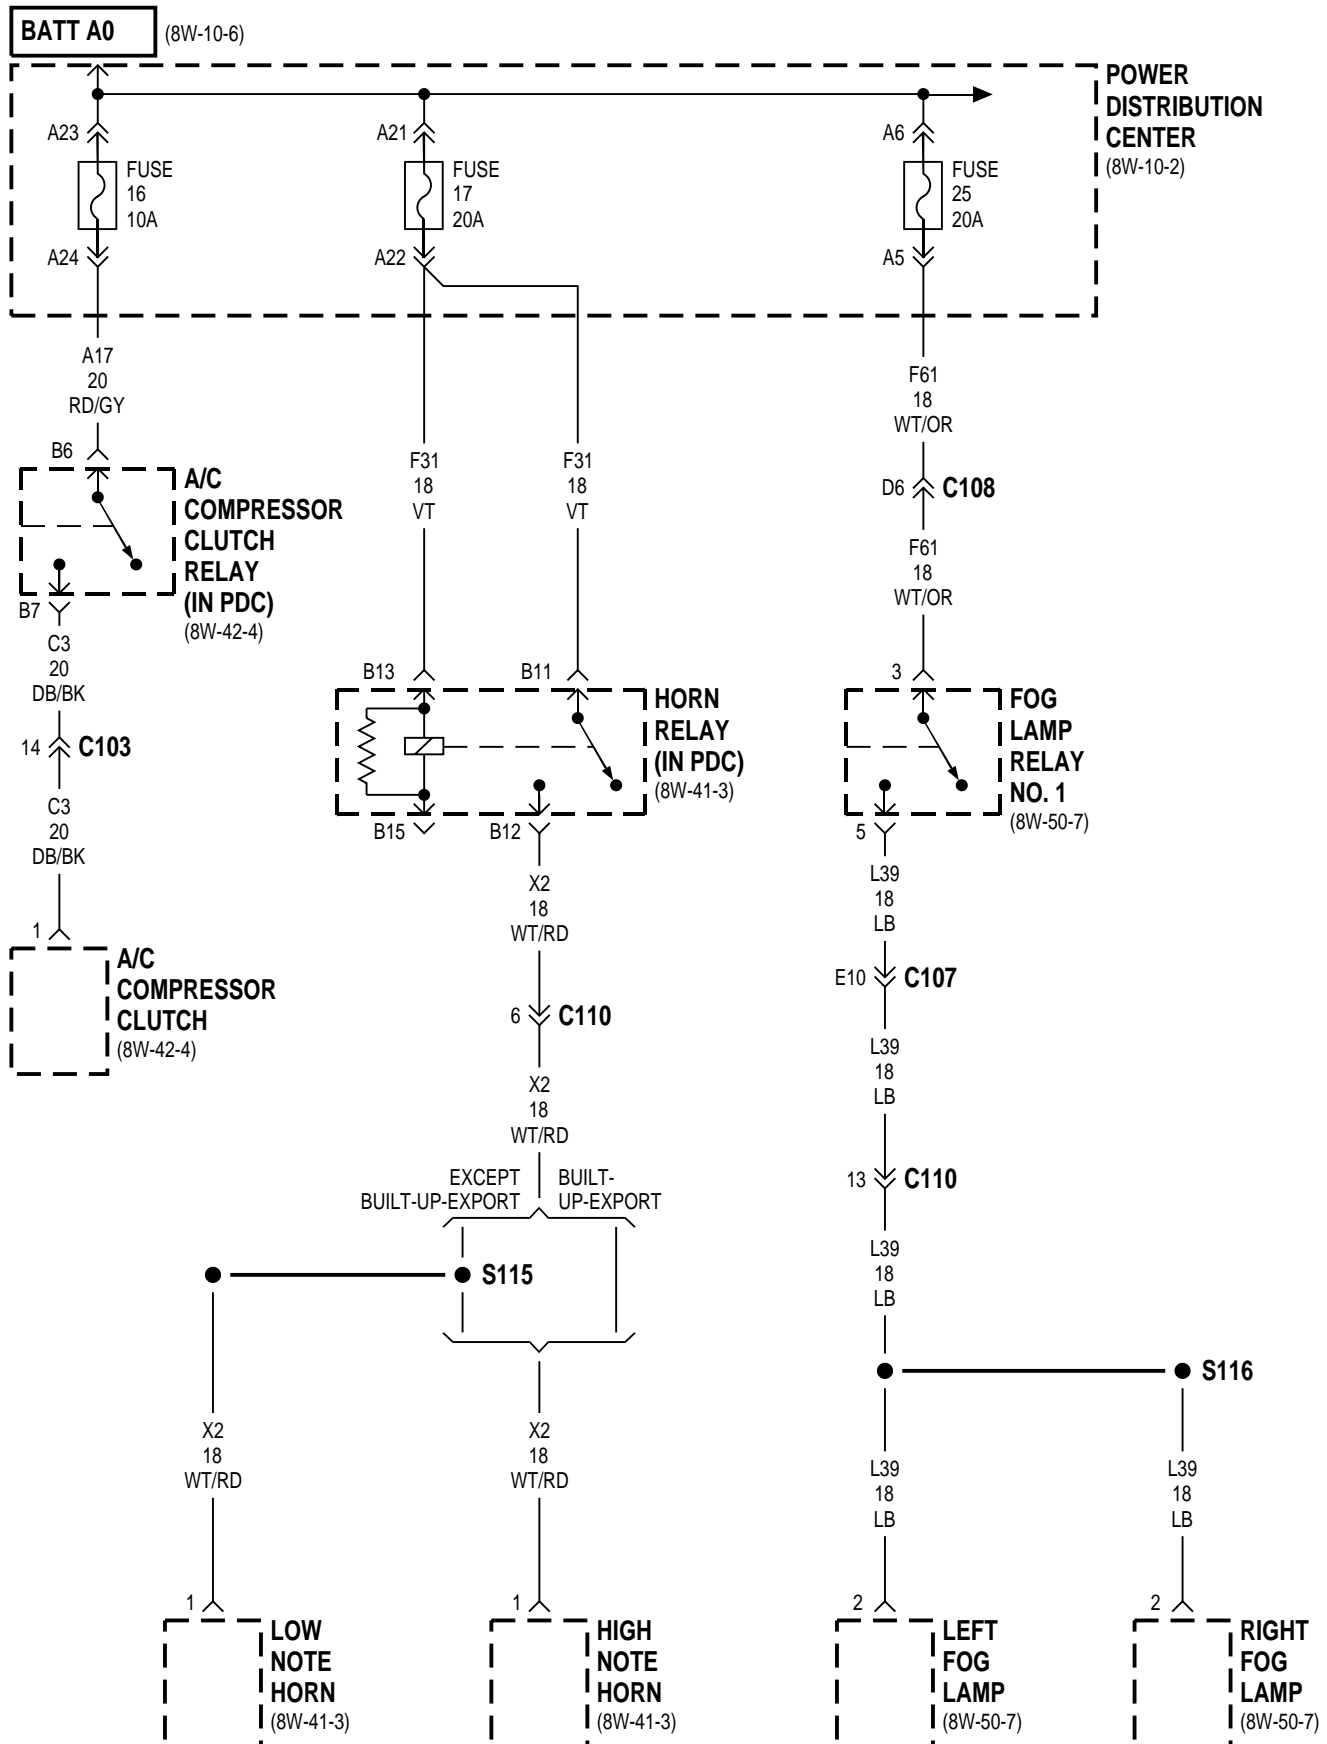 BATT A0 (8W-10-6)
POWER
DISTRIBUTION
CENTER
(8W-10-2)
A23
FUSE
16
10A
A24
A21
FUSE
17
20A
A22
A6
FUSE
25
20A
A5
A17
20
RD/GY
B6
A/C
COMPRESSOR
CLUTCH
RELAY
(IN PDC)
(8W-42-4)
B7
C3
20
DB/BK
14 C103
C3
20
DB/BK
1
A/C
COMPRESSOR
CLUTCH
(8W-42-4)
F31
18
VT
F31
18
VT
B13
B11
HORN
RELAY
(IN PDC)
(8W-41-3)
B15
B12
X2
18
WT/RD
6 C110
X2
18
WT/RD
EXCEPT
BUILT-UP-EXPORT
BUILT-
UP-EXPORT
S115
X2
18
WT/RD
X2
18
WT/RD
1
LOW
NOTE
HORN
(8W-41-3)
1
HIGH
NOTE
HORN
(8W-41-3)
F61
18
WT/OR
D6 C108
F61
18
WT/OR
3
FOG
LAMP
RELAY
NO. 1
(8W-50-7)
5
L39
18
LB
E10 C107
L39
18
LB
13 C110
L39
18
LB
S116
L39
18
LB
L39
18
LB
2
LEFT
FOG
LAMP
(8W-50-7)
2
RIGHT
FOG
LAMP
(8W-50-7)